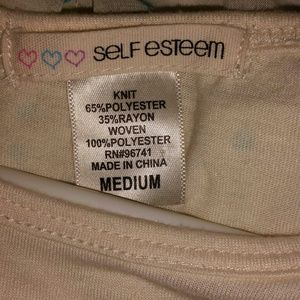 SELF ESTEEM
KNIT
65%POLYESTER
35%RAYON
WOVEN
100%POLYESTER
RN#96741
MADE IN CHINA
MEDIUM